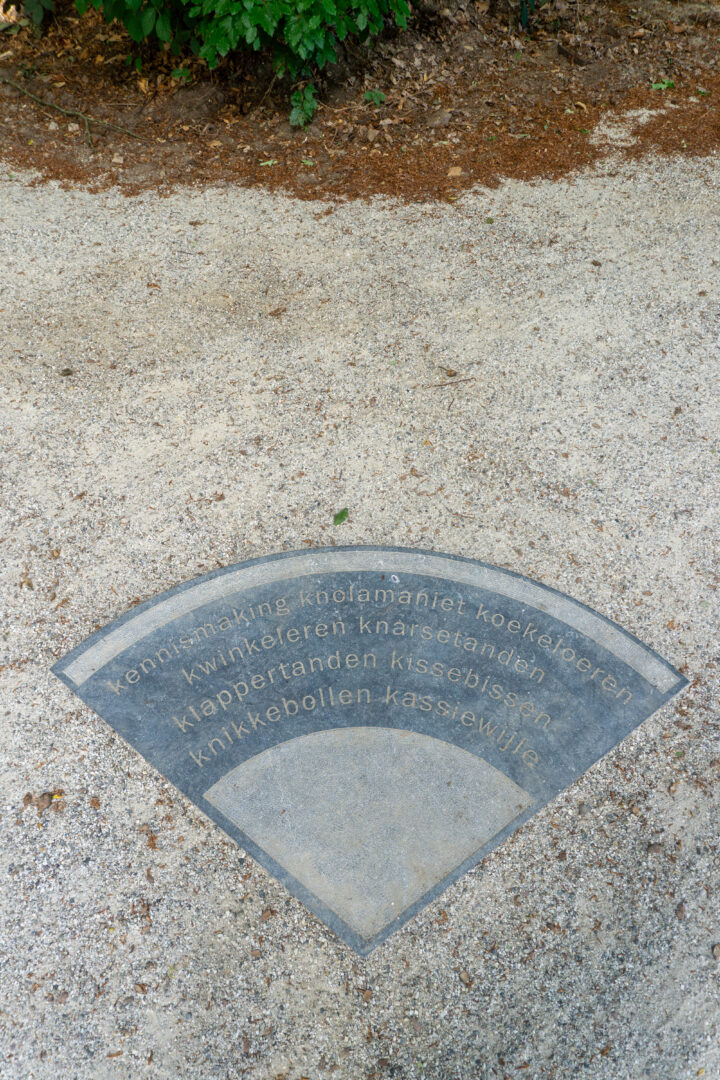 kennismaking knolamaniet koekeloeren
kwinkeleren knarsetanden
klappertanden kissebissen
knikkebollen kassiewijle